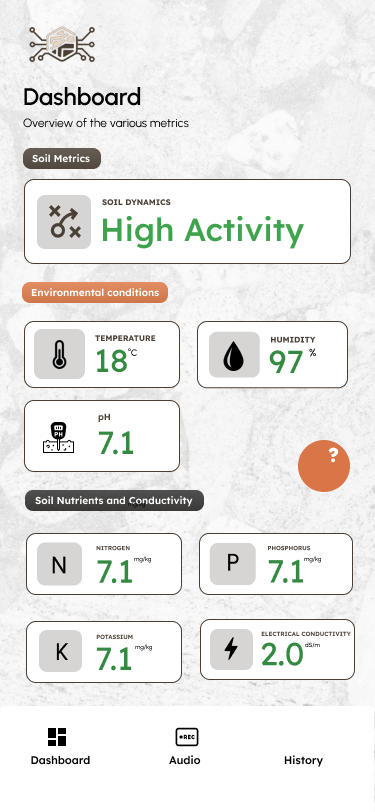 Dashboard
Overview of the various metrics
Soil Metrics
SOIL DYNAMICS
High Activity
Environmental conditions
TEMPERATURE
18°C
HUMIDITY
97 %
pH
PH
7.1
?
Soil Nutrients and Conductivity
NITROGEN
N
7.1 mg/kg
PHOSPHORUS
P
7.1 mg/kg
POTASSIUM
K
7.1 mg/kg
ELECTRICAL CONDUCTIVITY
2.0 dS/m
REC
Dashboard
Audio
History